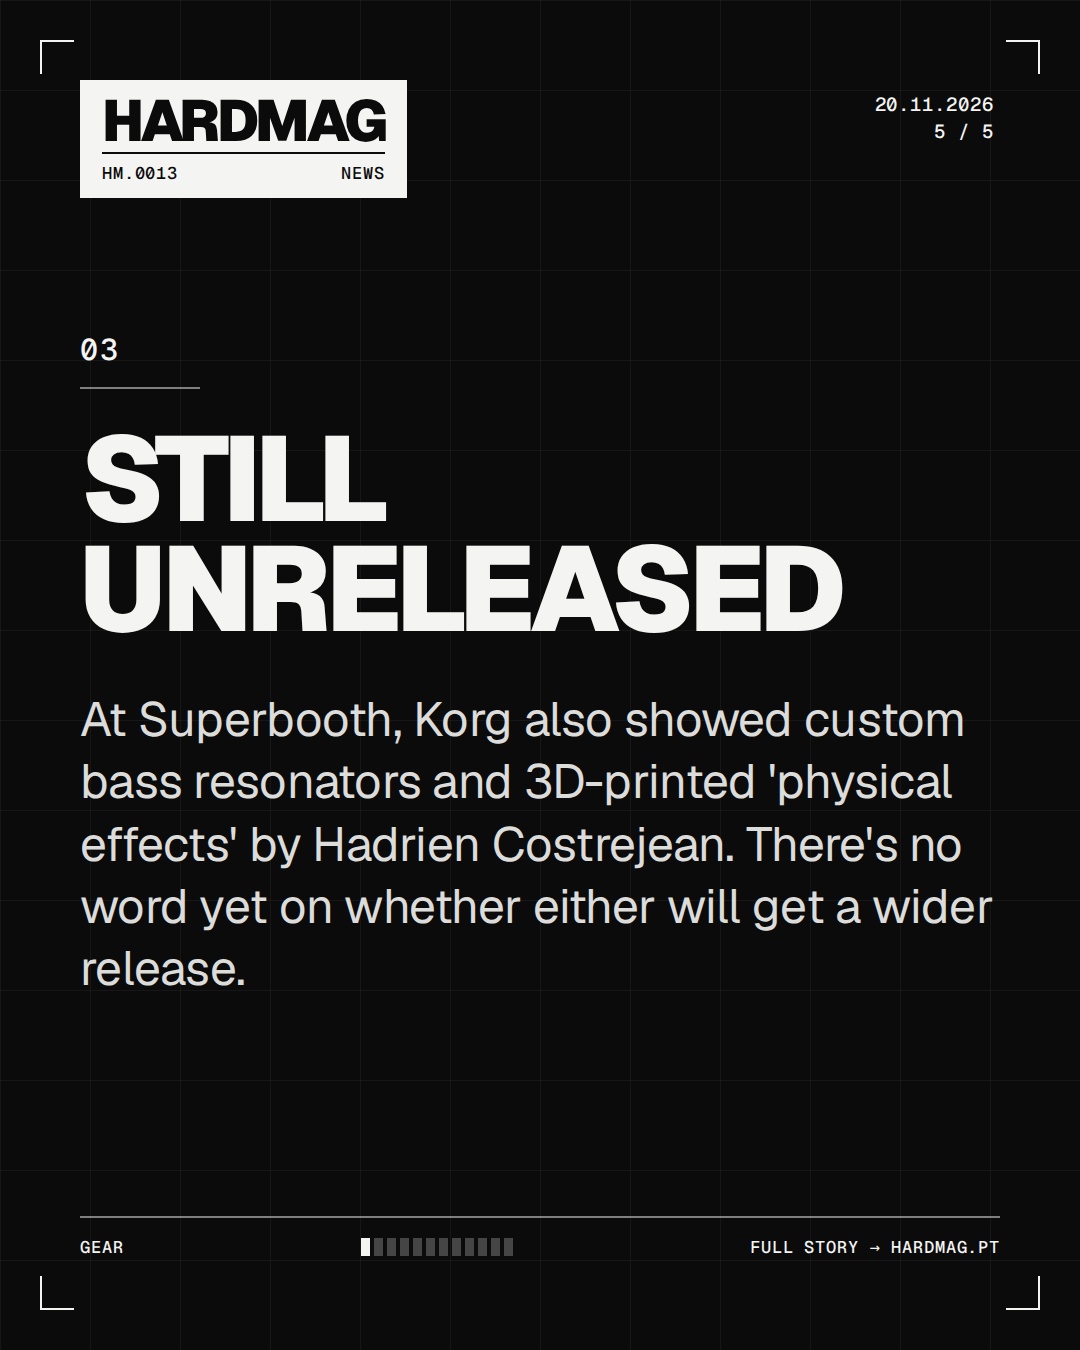 HARDMAG
HM.0013 NEWS
20.11.2026
5 / 5
03
STILL
UNRELEASED
At Superbooth, Korg also showed custom
bass resonators and 3D-printed 'physical
effects' by Hadrien Costrejean. There's no
word yet on whether either will get a wider
release.
GEAR
FULL STORY → HARDMAG.PT